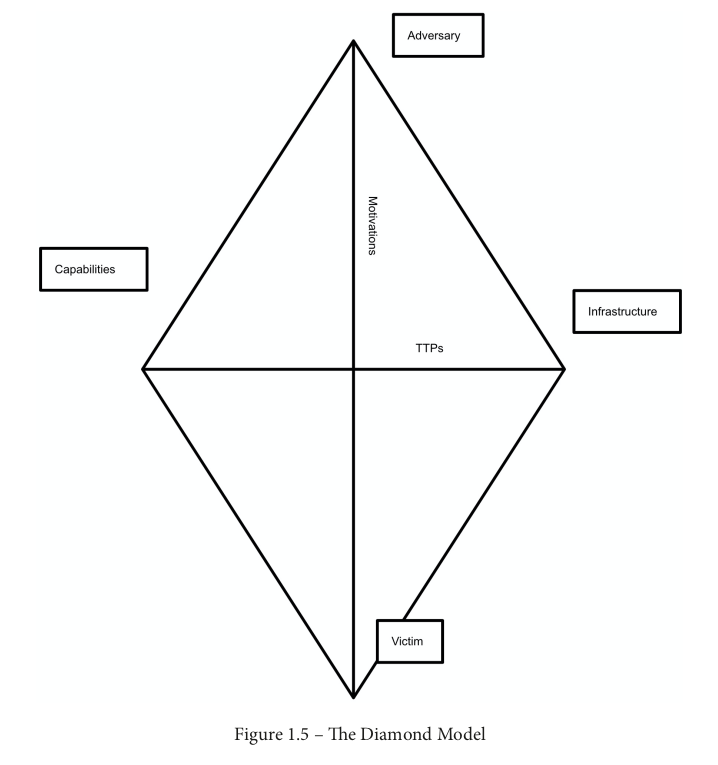 Adversary
Motivations
Capabilities
Infrastructure
TTPs
Victim
Figure 1.5 – The Diamond Model